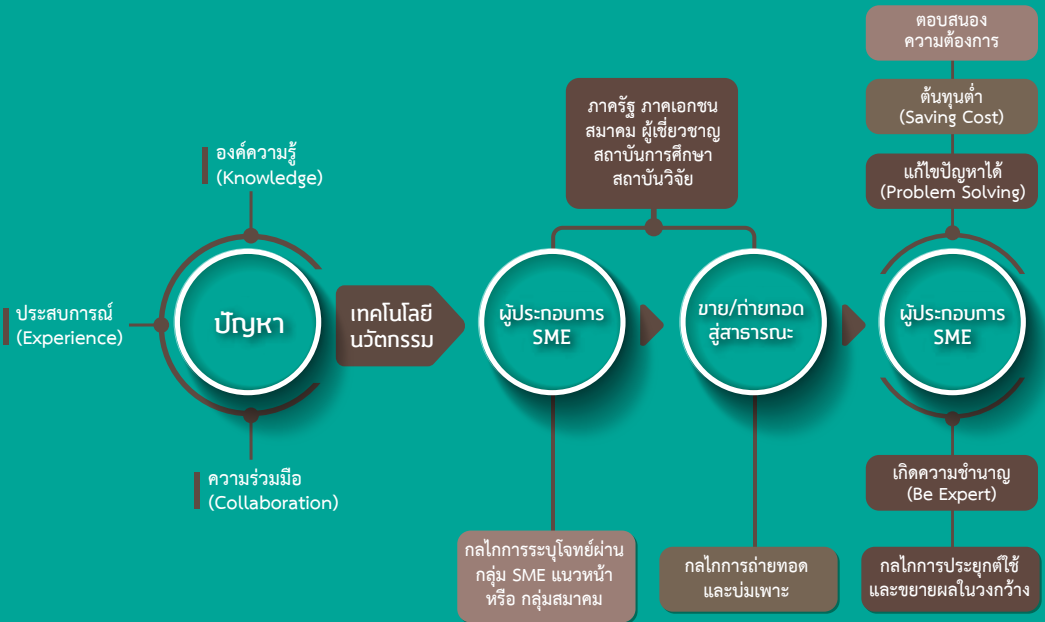 องค์ความรู้
(Knowledge)
ประสบการณ์
(Experience)
ปัญหา
ความร่วมมือ
(Collaboration)
เทคโนโลยี
นวัตกรรม
ภาครัฐ ภาคเอกชน
สมาคม ผู้เชี่ยวชาญ
สถาบันการศึกษา
สถาบันวิจัย
ผู้ประกอบการ
SME
กลไกการระบุโจทย์ผ่าน
กลุ่ม SME แนวหน้า
หรือ กลุ่มสมาคม
ขาย/ถ่ายทอด
สู่สาธารณะ
กลไกการถ่ายทอด
และบ่มเพาะ
ตอบสนอง
ความต้องการ
ต้นทุนต่ำ
(Saving Cost)
แก้ไขปัญหาได้
(Problem Solving)
ผู้ประกอบการ
SME
เกิดความชำนาญ
(Be Expert)
กลไกการประยุกต์ใช้
และขยายผลในวงกว้าง